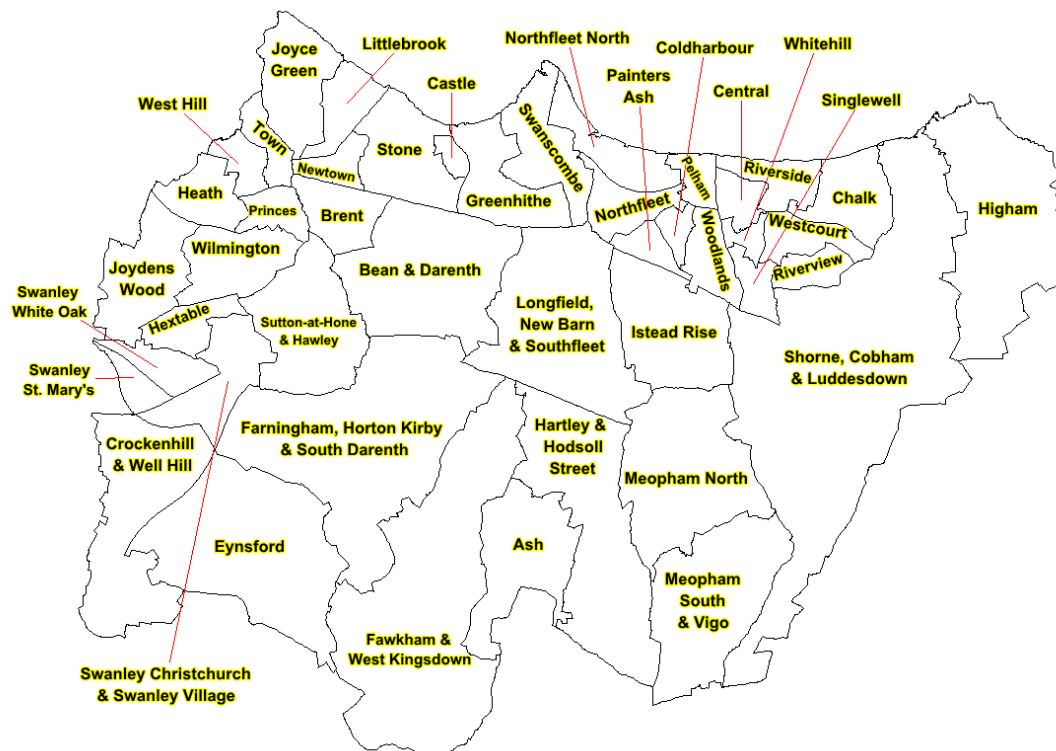 Joyce
Green
Littlebrook
Northfleet North
Coldharbour
Whitehill
Painters
Ash
Castle
Central
Singlewell
West Hill
Town
Stone
Swanscombe
Newtown
Pelham
Riverside
Heath
Princes
Brent
Greenhithe
Northfleet
Chalk
Higham
Woodlands
Westcourt
Wilmington
Joydens
Wood
Bean & Darenth
Riverview
Swanley
White Oak
Hextable
Sutton-at-Hone
& Hawley
Longfield,
New Barn
& Southfleet
Istead Rise
Shorne, Cobham
& Luddesdown
Swanley
St. Mary's
Crockenhill
& Well Hill
Farningham, Horton Kirby
& South Darenth
Hartley &
Hodsoll
Street
Meopham North
Eynsford
Ash
Meopham
South
& Vigo
Fawkham &
West Kingsdown
Swanley Christchurch
& Swanley Village